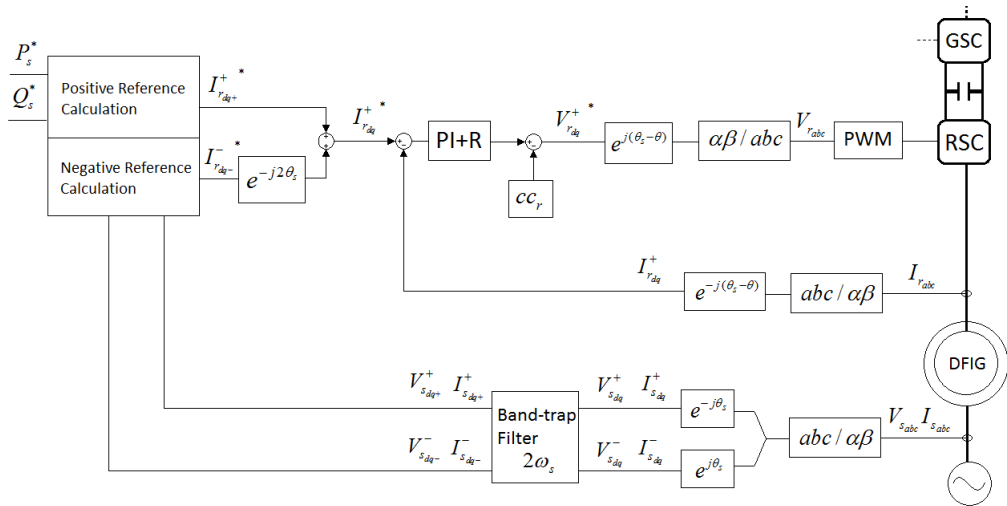 GSC
P_s^*
Q_s^*
Positive Reference
Calculation
I_{r_{dq+}}^{+ *}
I_{r_{dq}}^{+ *}
PI+R
V_{r_{dq}}^{+ *}
e^{j(θ_s-θ)}
αβ/abc
V_{r_{abc}}
PWM
RSC
Negative Reference
Calculation
I_{r_{dq-}}^{- *}
e^{-j2θ_s}
+
+
+
-
+
-
cc_r
I_{r_{dq}}^+
e^{-j(θ_s-θ)}
abc/αβ
I_{r_{abc}}
DFIG
V_{s_{dq+}}^+ I_{s_{dq+}}^+
Band-trap
Filter
2ω_s
V_{s_{dq}}^+ I_{s_{dq}}^+
e^{-jθ_s}
abc/αβ
V_{s_{abc}} I_{s_{abc}}
V_{s_{dq-}}^- I_{s_{dq-}}^-
V_{s_{dq}}^- I_{s_{dq}}^-
e^{jθ_s}